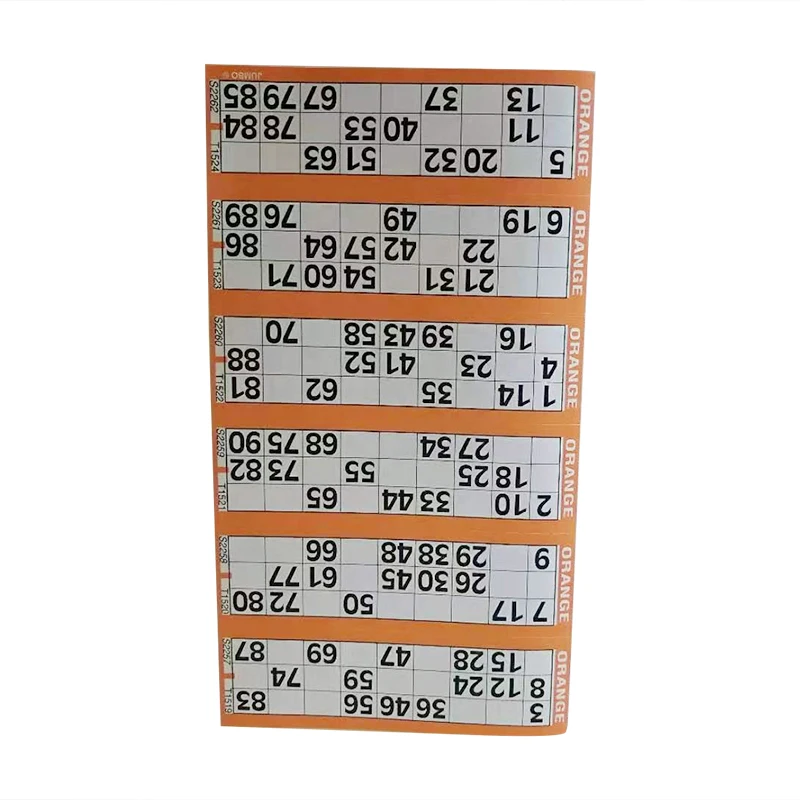 ORANGE
3 36 46 56 83
8 12 24 59 74
15 28 47 69 87
T1519 S2257
ORANGE
7 17 50 72 80
26 30 45 61 77
9 29 38 48 66
T1520 S2258
ORANGE
2 10 33 44 65
18 25 55 73 82
27 34 68 75 90
T1521 S2259
ORANGE
1 14 35 62 81
4 23 41 52 88
16 39 43 58 70
T1522 S2260
ORANGE
21 31 54 60 71
22 42 57 64 86
6 19 49 76 89
T1523 S2261
ORANGE
5 20 32 51 63
11 40 53 78 84
13 37 67 79 85
T1524 S2262
JUMBO ©